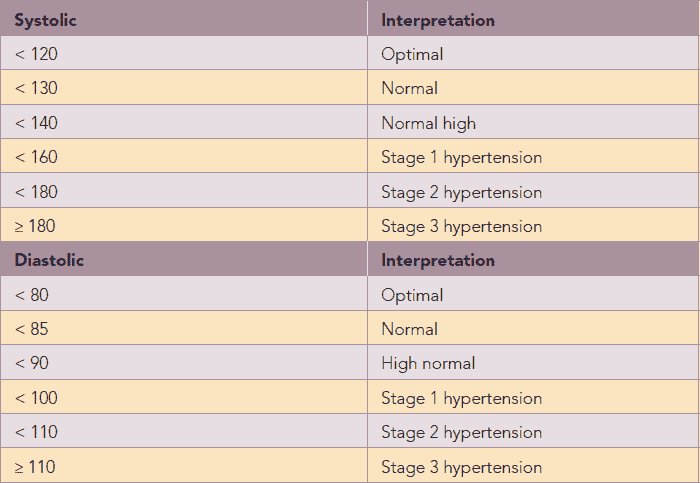 Systolic Interpretation
< 120 Optimal
< 130 Normal
< 140 Normal high
< 160 Stage 1 hypertension
< 180 Stage 2 hypertension
≥ 180 Stage 3 hypertension
Diastolic Interpretation
< 80 Optimal
< 85 Normal
< 90 High normal
< 100 Stage 1 hypertension
< 110 Stage 2 hypertension
≥ 110 Stage 3 hypertension